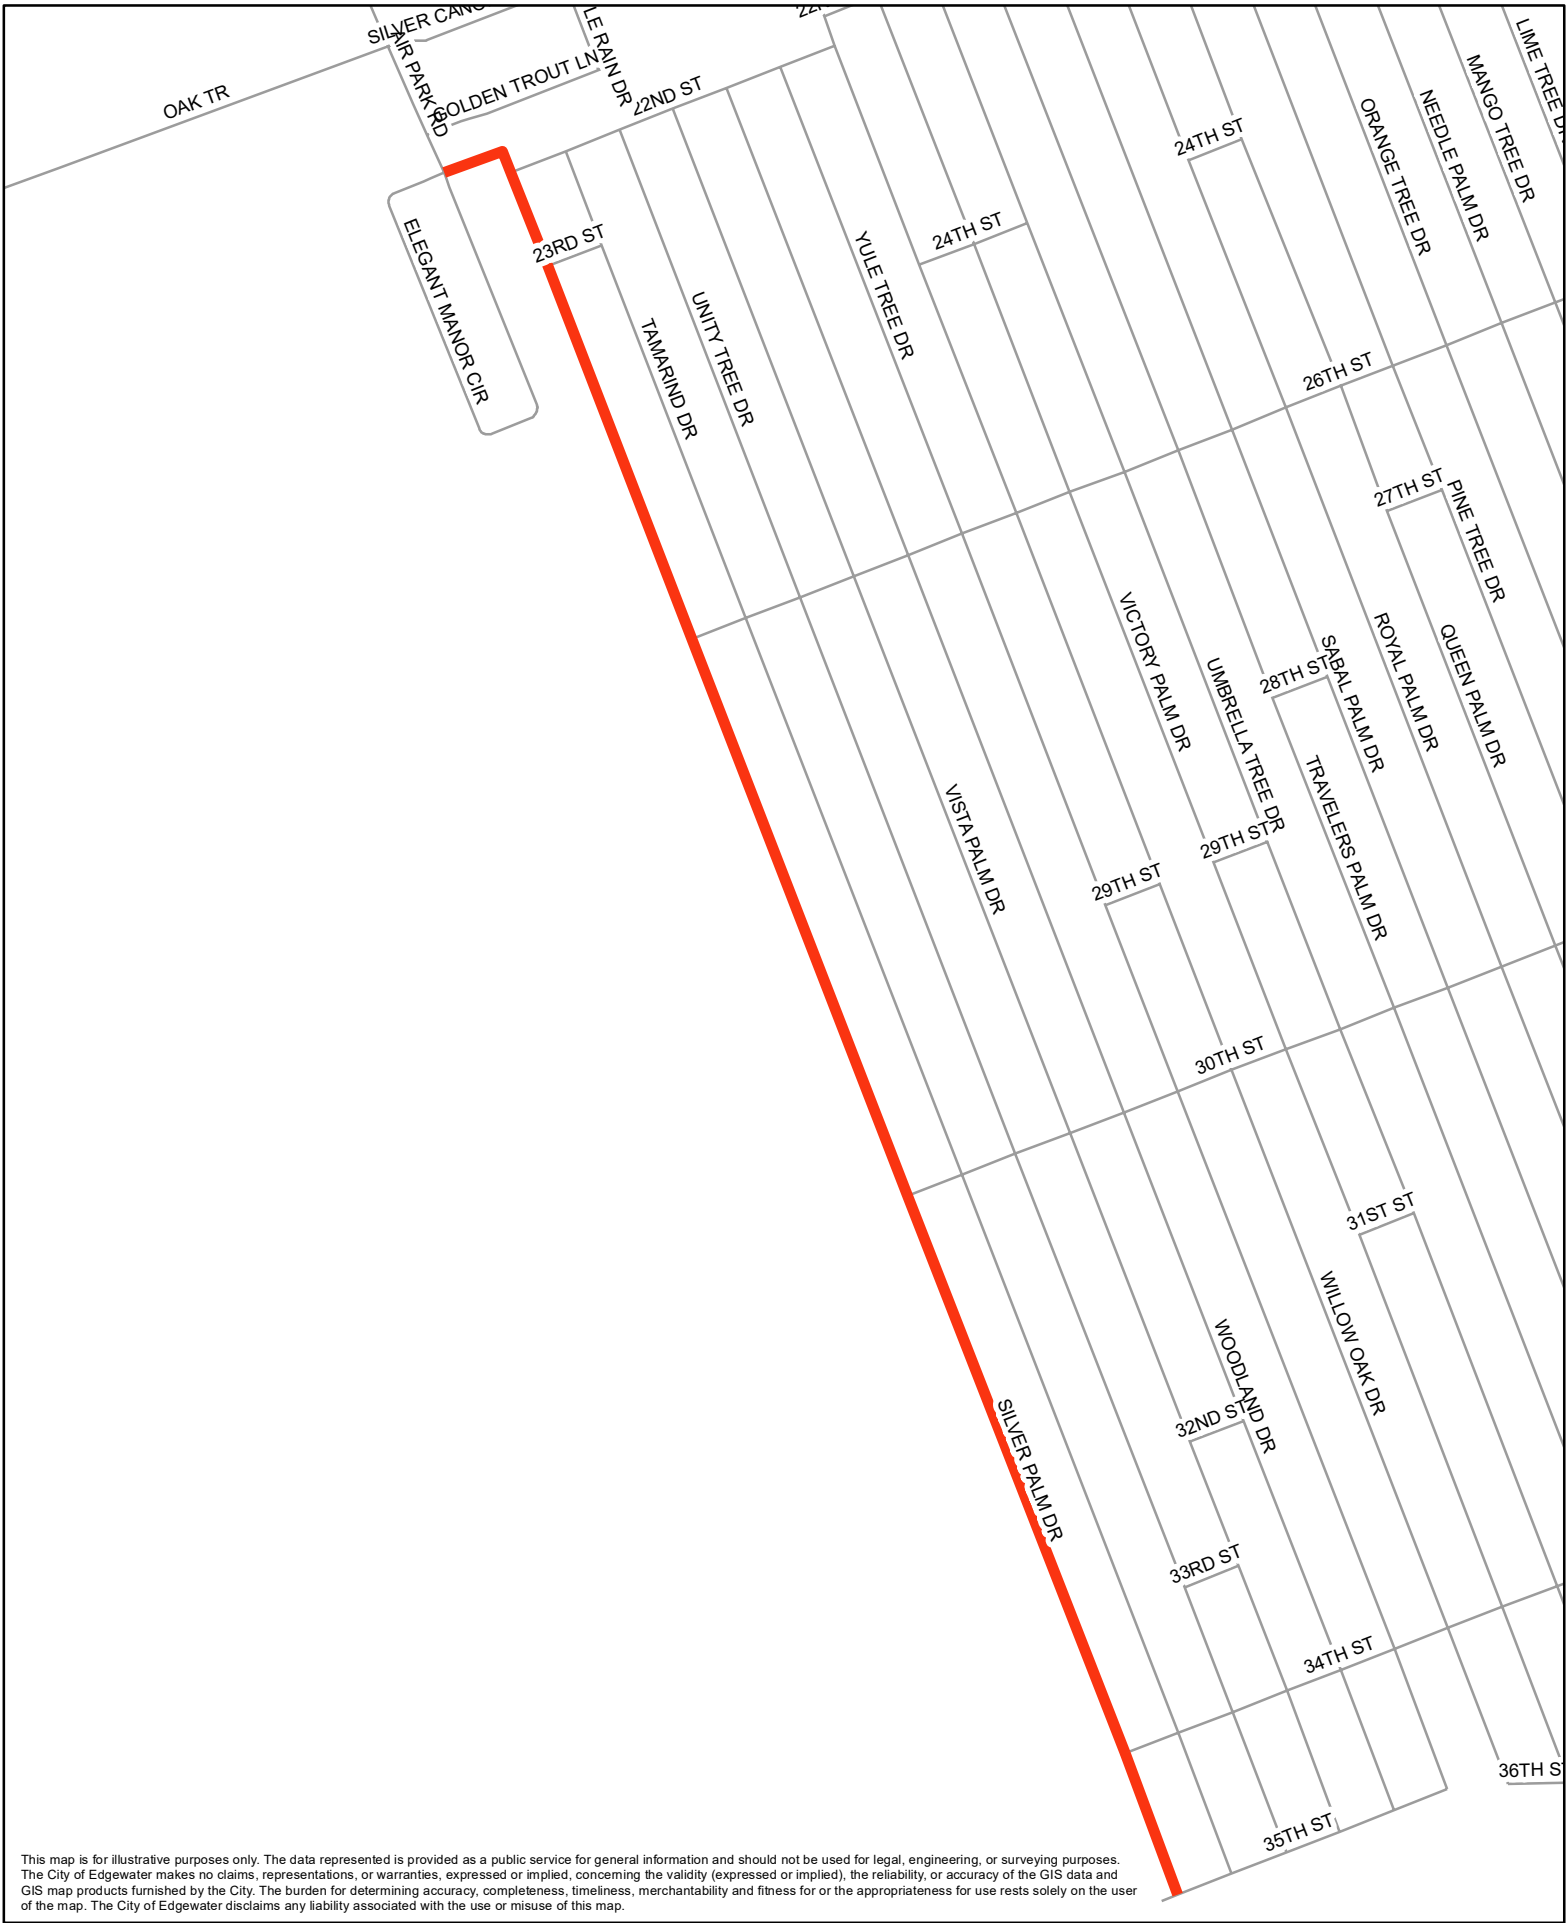 SILVER CANO
22N
LE RAIN DR
AIR PARK RD
GOLDEN TROUT LN
OAK TR
22ND ST
LIME TREE DR
MANGO TREE DR
NEEDLE PALM DR
ORANGE TREE DR
24TH ST
24TH ST
23RD ST
ELEGANT MANOR CIR
YULE TREE DR
UNITY TREE DR
TAMARIND DR
26TH ST
27TH ST
PINE TREE DR
VICTORY PALM DR
UMBRELLA TREE DR
28TH ST
SABAL PALM DR
ROYAL PALM DR
QUEEN PALM DR
TRAVELERS PALM DR
VISTA PALM DR
29TH ST
29TH ST
30TH ST
31ST ST
WILLOW OAK DR
WOODLAND DR
32ND ST
SILVER PALM DR
33RD ST
34TH ST
36TH ST
35TH ST
This map is for illustrative purposes only. The data represented is provided as a public service for general information and should not be used for legal, engineering, or surveying purposes.
The City of Edgewater makes no claims, representations, or warranties, expressed or implied, concerning the validity (expressed or implied), the reliability, or accuracy of the GIS data and
GIS map products furnished by the City. The burden for determining accuracy, completeness, timeliness, merchantability and fitness for or the appropriateness for use rests solely on the user
of the map. The City of Edgewater disclaims any liability associated with the use or misuse of this map.